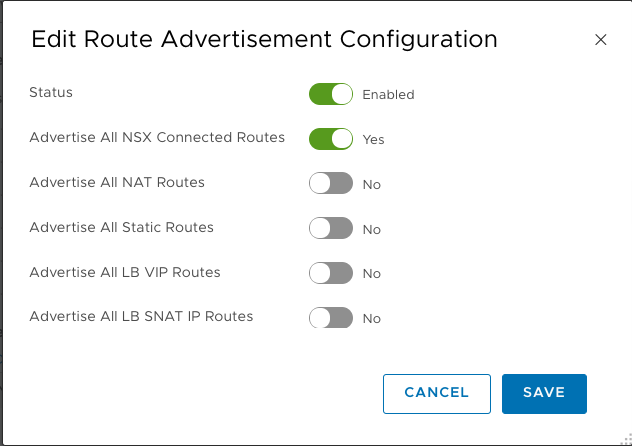 Edit Route Advertisement Configuration
Status Enabled
Advertise All NSX Connected Routes Yes
Advertise All NAT Routes No
Advertise All Static Routes No
Advertise All LB VIP Routes No
Advertise All LB SNAT IP Routes No
CANCEL SAVE